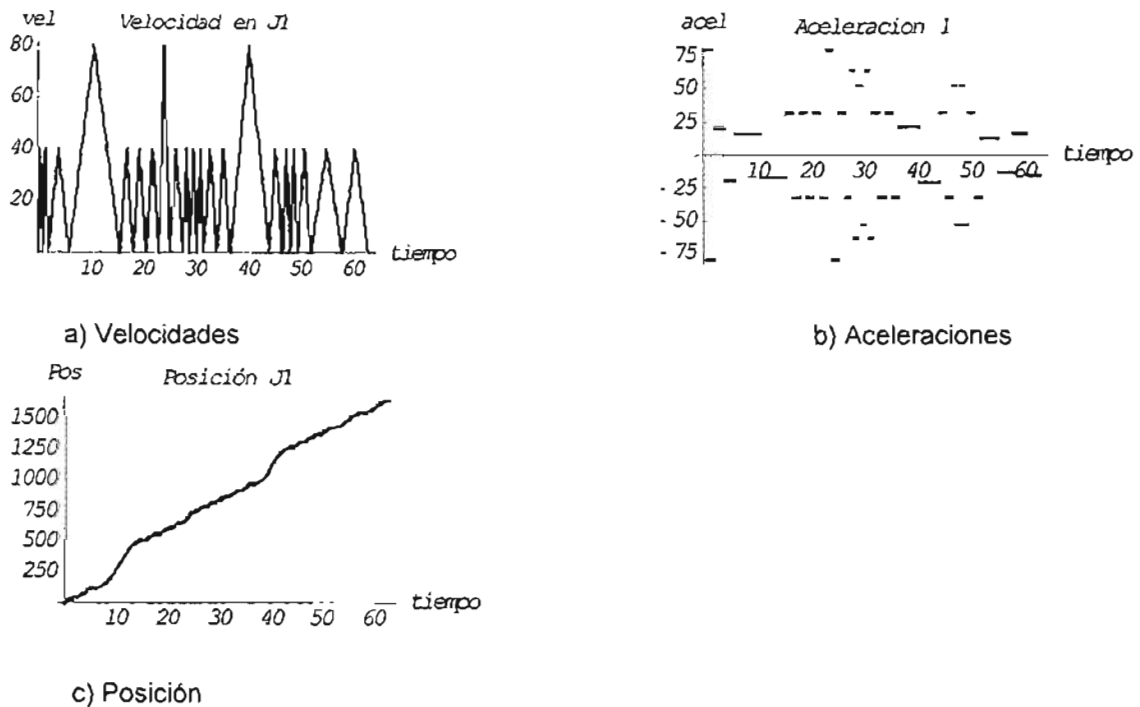 vel
Velocidad en J1
80
60
40
20
10 20 30 40 50 60
tiempo
a) Velocidades
acel
Aceleracion 1
75
50
25
10 20 30 40 50 60
tiempo
- 25
- 50
- 75
b) Aceleraciones
Pos
Posición J1
1500
1250
1000
750
500
250
10 20 30 40 50 60
tiempo
c) Posición